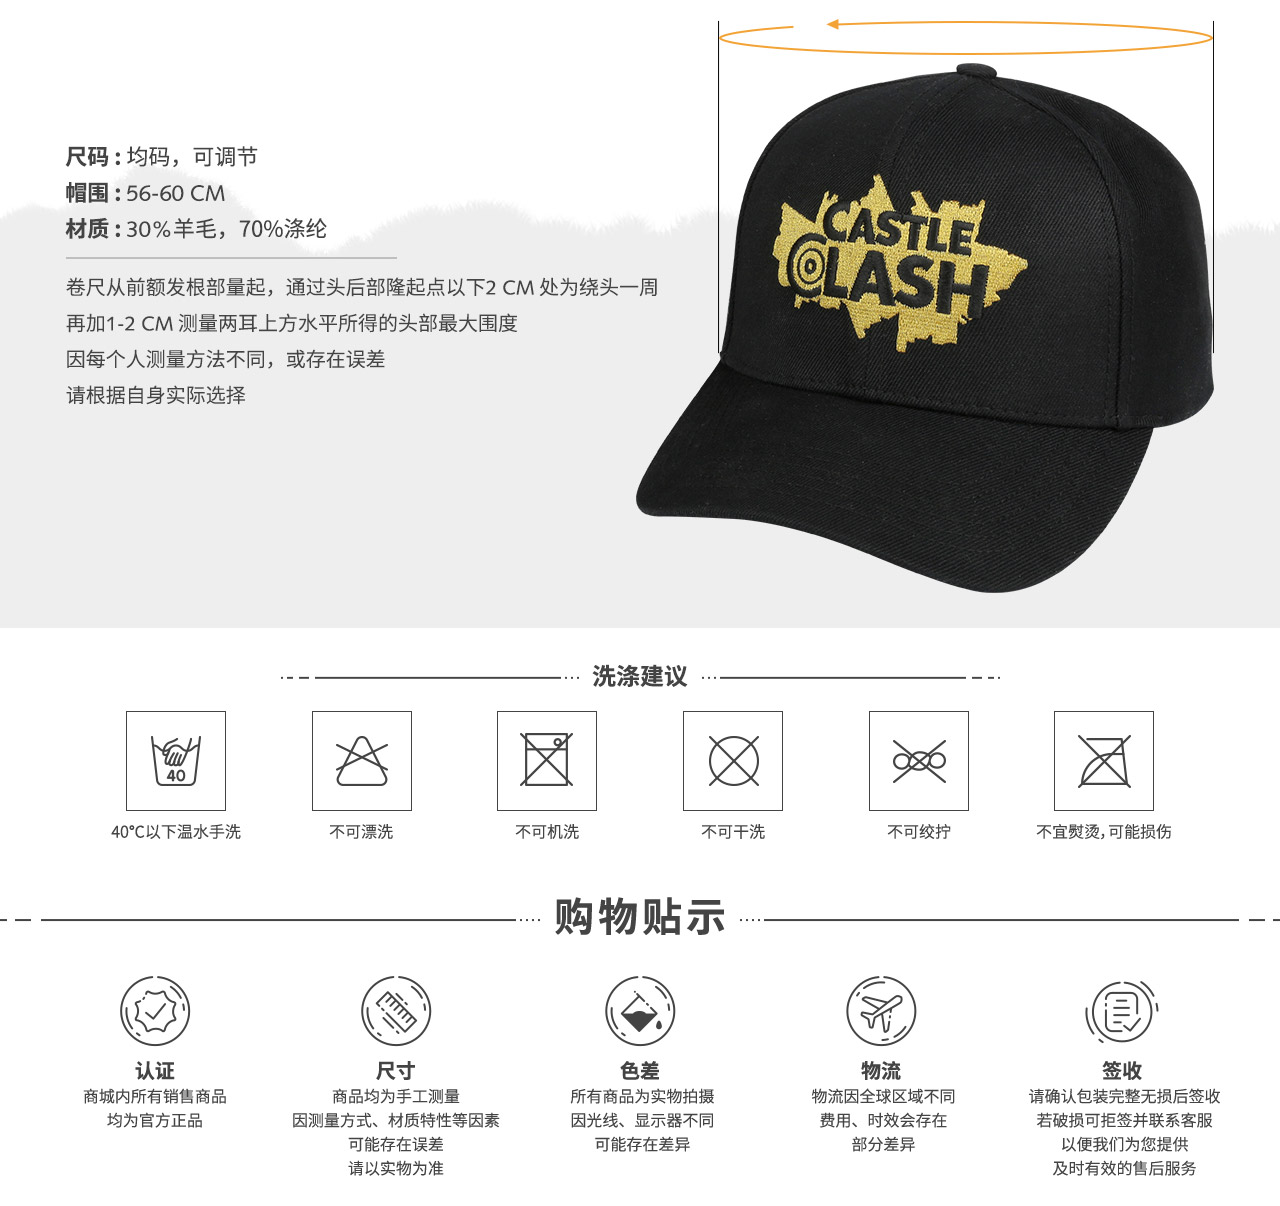 尺码 : 均码，可调节
帽围 : 56-60 CM
材质 : 30%羊毛，70%涤纶
卷尺从前额发根部量起，通过头后部隆起点以下2 CM 处为绕头一周
再加1-2 CM 测量两耳上方水平所得的头部最大围度
因每个人测量方法不同，或存在误差
请根据自身实际选择
CASTLE
CLASH
洗涤建议
40
40°C以下温水手洗
不可漂洗
不可机洗
不可干洗
不可绞拧
不宜熨烫，可能损伤
购物贴示
认证
商城内所有销售商品
均为官方正品
尺寸
商品均为手工测量
因测量方式、材质特性等因素
可能存在误差
请以实物为准
色差
所有商品为实物拍摄
因光线、显示器不同
可能存在差异
物流
物流因全球区域不同
费用、时效会存在
部分差异
签收
请确认包装完整无损后签收
若破损可拒签并联系客服
以便我们为您提供
及时有效的售后服务